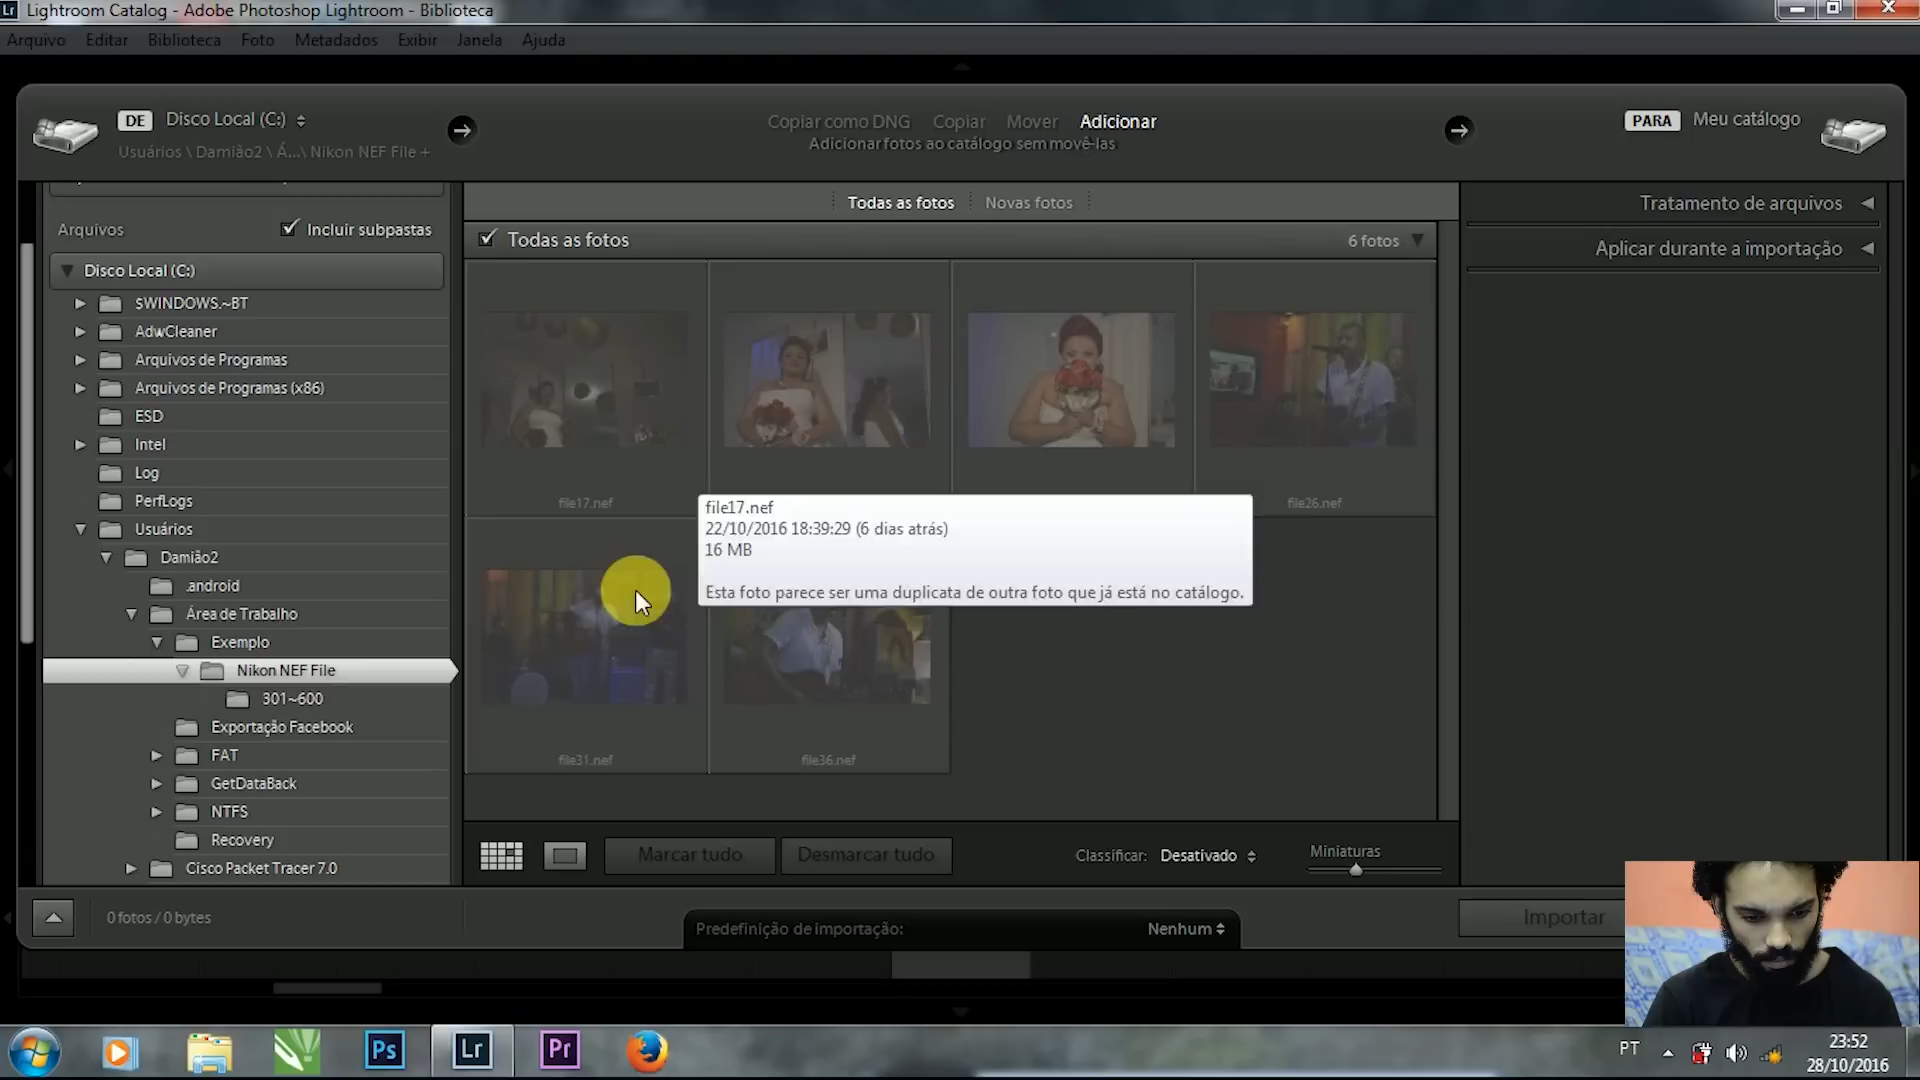 Lr Lightroom Catalog - Adobe Photoshop Lightroom - Biblioteca
Arquivo Editar Biblioteca Foto Metadados Exibir Janela Ajuda
DE Disco Local (C:)
Usuários \ Damião2 \ Á...\ Nikon NEF File +
Copiar como DNG Copiar Mover Adicionar
Adicionar fotos ao catálogo sem movê-las
PARA Meu catálogo
Arquivos Incluir subpastas
Disco Local (C:)
$WINDOWS.~BT
AdwCleaner
Arquivos de Programas
Arquivos de Programas (x86)
ESD
Intel
Log
PerfLogs
Usuários
Damião2
.android
Área de Trabalho
Exemplo
Nikon NEF File
301~600
Exportação Facebook
FAT
GetDataBack
NTFS
Recovery
Cisco Packet Tracer 7.0
Todas as fotos Novas fotos
Todas as fotos 6 fotos
file17.nef
file26.nef
file17.nef
22/10/2016 18:39:29 (6 dias atrás)
16 MB
Esta foto parece ser uma duplicata de outra foto que já está no catálogo.
file31.nef
file36.nef
Marcar tudo Desmarcar tudo Classificar: Desativado Miniaturas
Tratamento de arquivos
Aplicar durante a importação
0 fotos / 0 bytes
Predefinição de importação: Nenhum
Importar
Ps Lr Pr
PT
23:52
28/10/2016